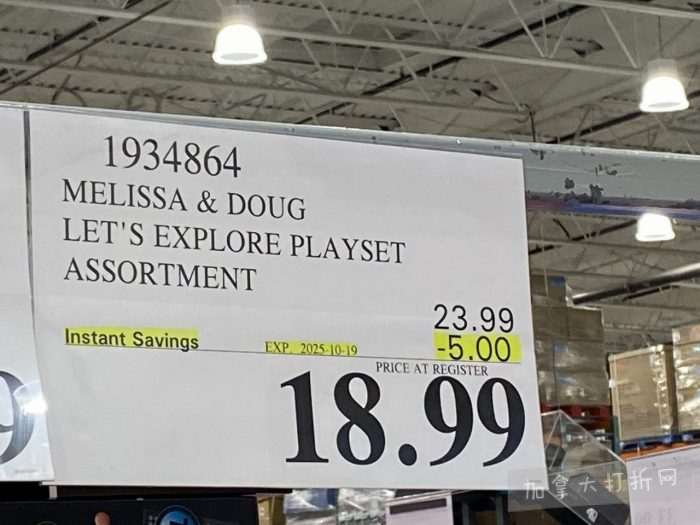 1934864
MELISSA & DOUG
LET'S EXPLORE PLAYSET
ASSORTMENT
23.99
Instant Savings EXP. 2025-10-19 -5.00
PRICE AT REGISTER
18.99
9
加拿大打折网